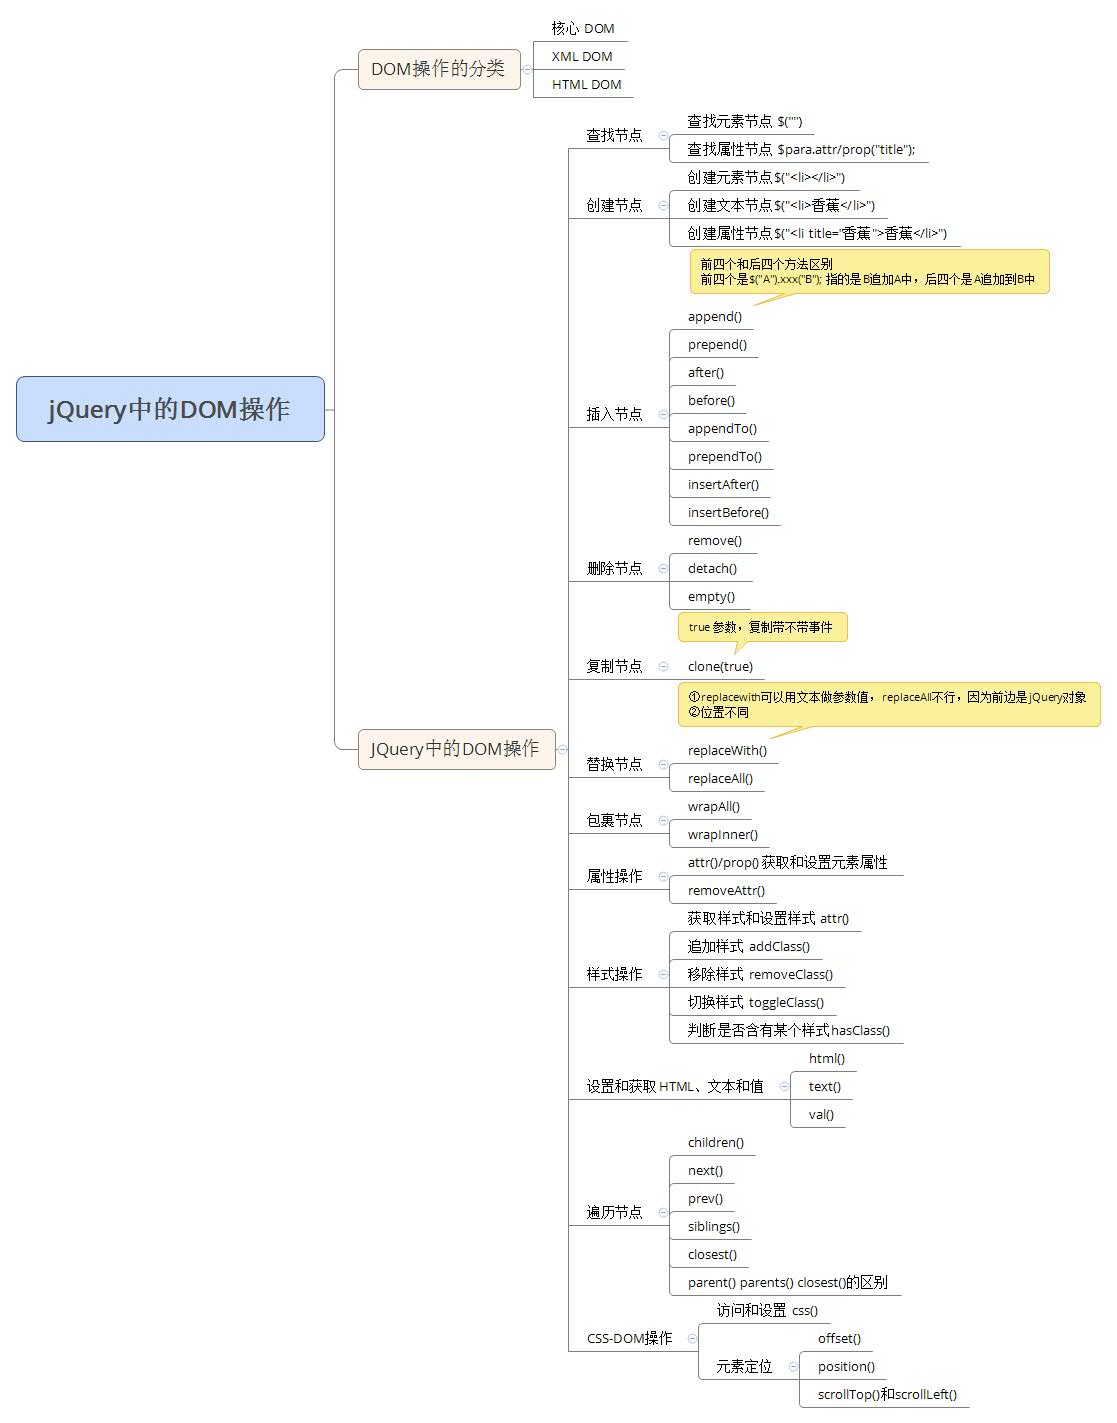 核心 DOM
DOM操作的分类
XML DOM
HTML DOM
查找节点
查找元素节点 $("")
查找属性节点 $para.attr/prop("title");
创建节点
创建元素节点$("<li></li>")
创建文本节点$("<li>香蕉</li>")
创建属性节点$("<li title="香蕉">香蕉</li>")
前四个和后四个方法区别
前四个是$("A").xxx("B"); 指的是B追加A中，后四个是A追加到B中
jQuery中的DOM操作
插入节点
append()
prepend()
after()
before()
appendTo()
prependTo()
insertAfter()
insertBefore()
删除节点
remove()
detach()
empty()
true 参数，复制带不带事件
复制节点
clone(true)
①replacewith可以用文本做参数值，replaceAll不行，因为前边是jQuery对象
②位置不同
JQuery中的DOM操作
替换节点
replaceWith()
replaceAll()
包裹节点
wrapAll()
wrapInner()
属性操作
attr()/prop() 获取和设置元素属性
removeAttr()
样式操作
获取样式和设置样式 attr()
追加样式 addClass()
移除样式 removeClass()
切换样式 toggleClass()
判断是否含有某个样式hasClass()
设置和获取 HTML、文本和值
html()
text()
val()
遍历节点
children()
next()
prev()
siblings()
closest()
parent() parents() closest()的区别
CSS-DOM操作
访问和设置 css()
元素定位
offset()
position()
scrollTop()和scrollLeft()